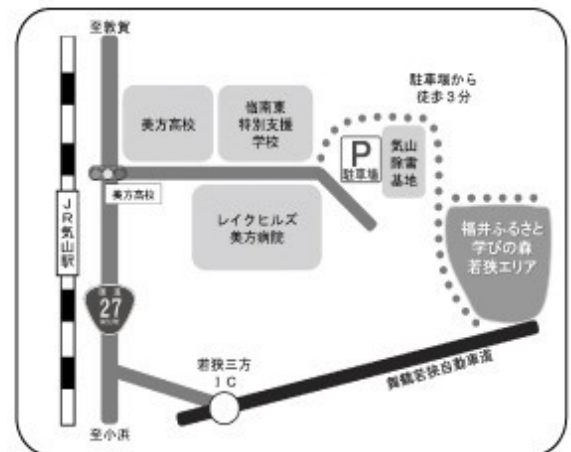 至敦賀
駐車場から
徒歩3分
美方高校
嶺南東
特別支援
学校
P
駐車場
気山
除雪
基地
美方高校
JR気山駅
レイクヒルズ
美方病院
福井ふるさと
学びの森
若狭エリア
国道
27
ROUTE
若狭三方
IC
舞鶴若狭自動車道
至小浜